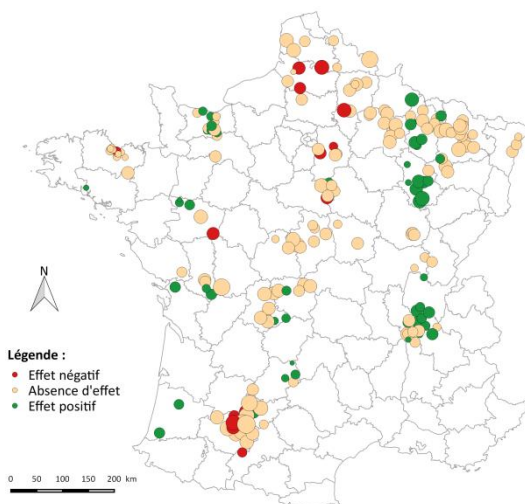 N
Légende :
Effet négatif
Absence d'effet
Effet positif
0 50 100 150 200 km